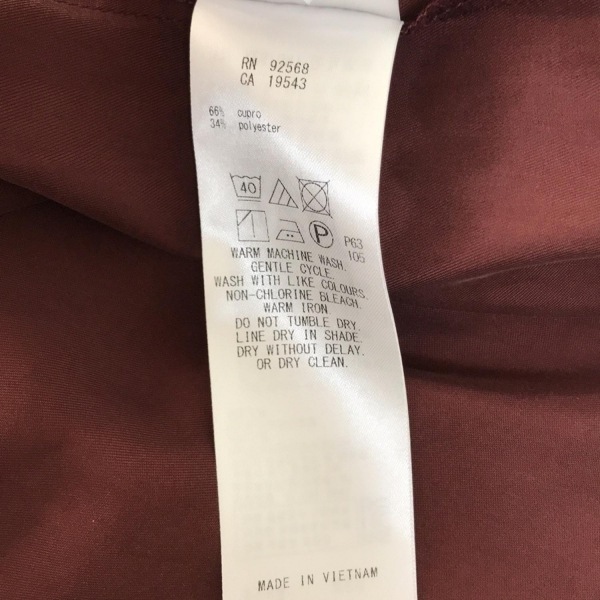 RN 92568
CA 19543
66% cupro
34% polyester
40
P
P63
105
WARM MACHINE WASH.
GENTLE CYCLE.
WASH WITH LIKE COLOURS.
NON-CHLORINE BLEACH.
WARM IRON
DO NOT TUMBLE DRY.
LINE DRY IN SHADE.
DRY WITHOUT DELAY.
OR DRY CLEAN.
MADE IN VIETNAM